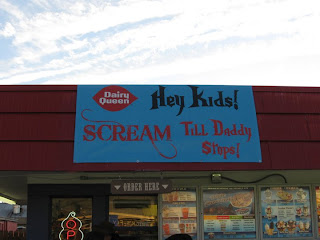 Dairy
Queen
Hey Kids!
SCREAM Till Daddy
Stops!
ORDER HERE